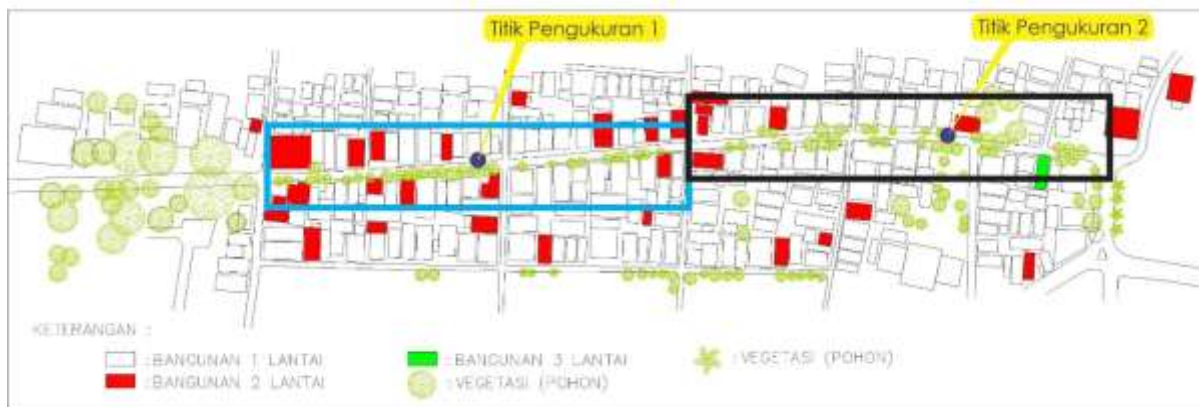 Titik Pengukuran 1
Titik Pengukuran 2
KETERANGAN :
: BANGUNAN 1 LANTAI
: BANGUNAN 2 LANTAI
: BANGUNAN 3 LANTAI
: VEGETASI (POHON)
: VEGETASI (POHON)